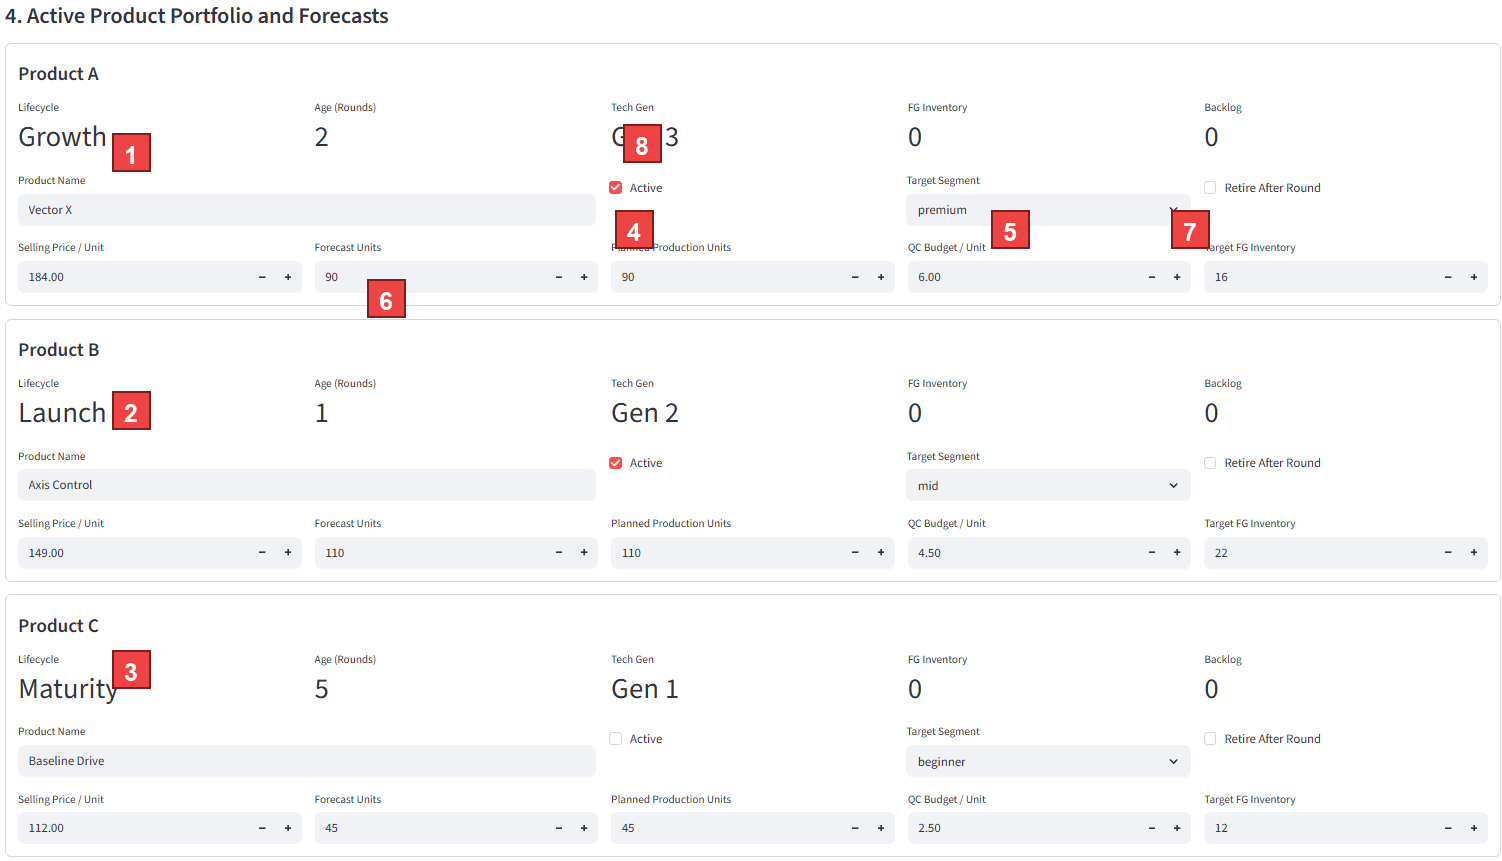 4. Active Product Portfolio and Forecasts
Product A
Lifecycle Age (Rounds) Tech Gen FG Inventory Backlog
Growth 2 3 0 0
1 8
Product Name Active Target Segment Retire After Round
Vector X premium
4 5 7
Selling Price / Unit Forecast Units Production Units QC Budget / Unit Target FG Inventory
184.00 − + 90 − + 90 − + 6.00 − + 16 − +
6
Product B
Lifecycle Age (Rounds) Tech Gen FG Inventory Backlog
Launch 2 1 Gen 2 0 0
Product Name Active Target Segment Retire After Round
Axis Control mid
Selling Price / Unit Forecast Units Planned Production Units QC Budget / Unit Target FG Inventory
149.00 − + 110 − + 110 − + 4.50 − + 22 − +
Product C
Lifecycle Age (Rounds) Tech Gen FG Inventory Backlog
3
Maturity 5 Gen 1 0 0
Product Name Active Target Segment Retire After Round
Baseline Drive beginner
Selling Price / Unit Forecast Units Planned Production Units QC Budget / Unit Target FG Inventory
112.00 − + 45 − + 45 − + 2.50 − + 12 − +